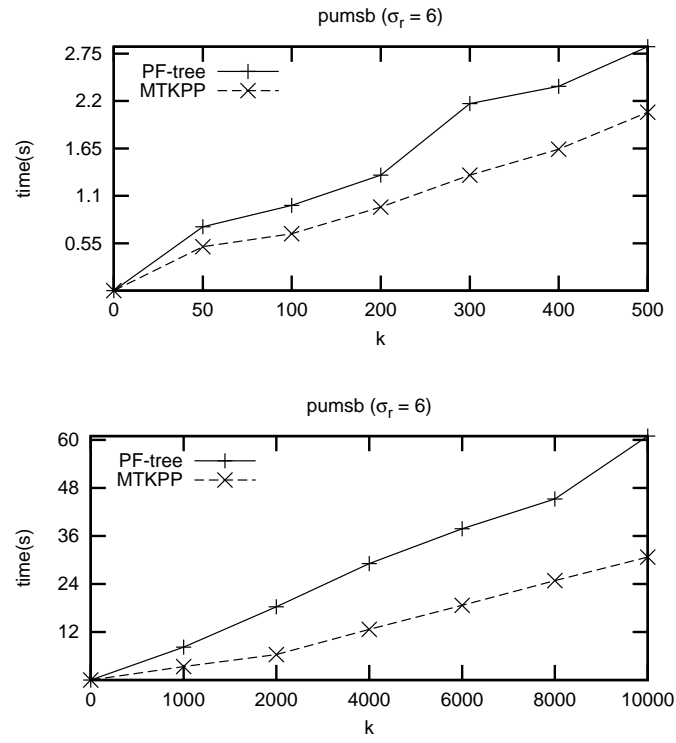 pumsb (σr = 6)
2.75
2.2
1.65
1.1
0.55
time(s)
PF-tree
MTKPP
0 50 100 200 300 400 500
k
pumsb (σr = 6)
60
48
36
24
12
time(s)
PF-tree
MTKPP
0 1000 2000 4000 6000 8000 10000
k